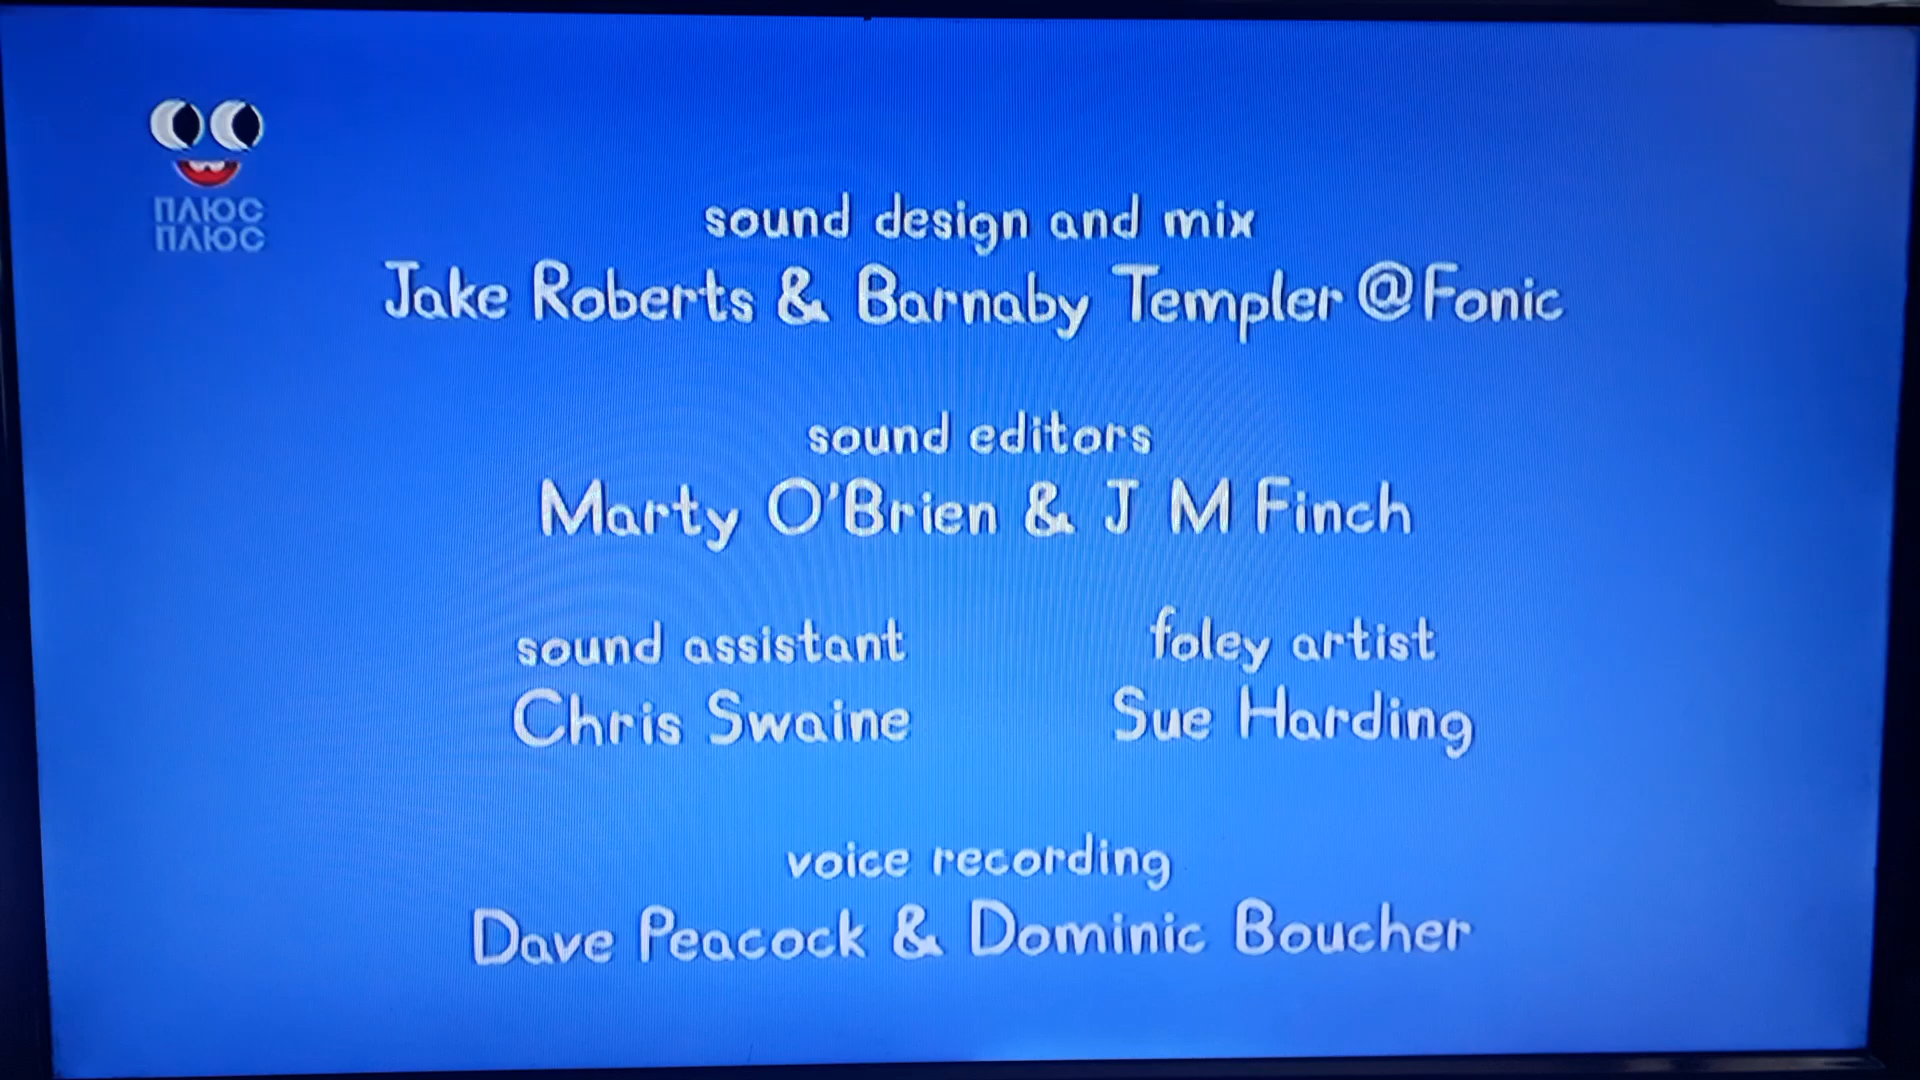 ПЛЮС
ПЛЮС
sound design and mix
Jake Roberts & Barnaby Templer @Fonic
sound editors
Marty O'Brien & J M Finch
sound assistant
Chris Swaine
foley artist
Sue Harding
voice recording
Dave Peacock & Dominic Boucher